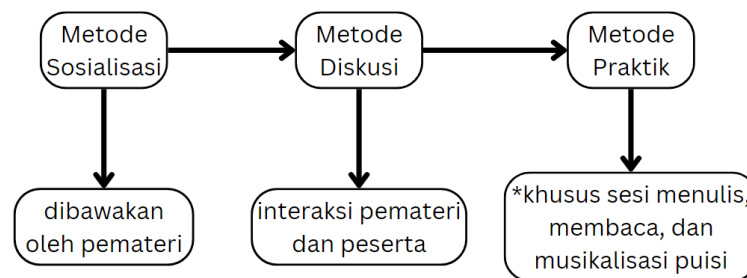 Metode
Sosialisasi
Metode
Diskusi
Metode
Praktik
dibawakan
oleh pemateri
interaksi pemateri
dan peserta
*khusus sesi menulis,
membaca, dan
musikalisasi puisi